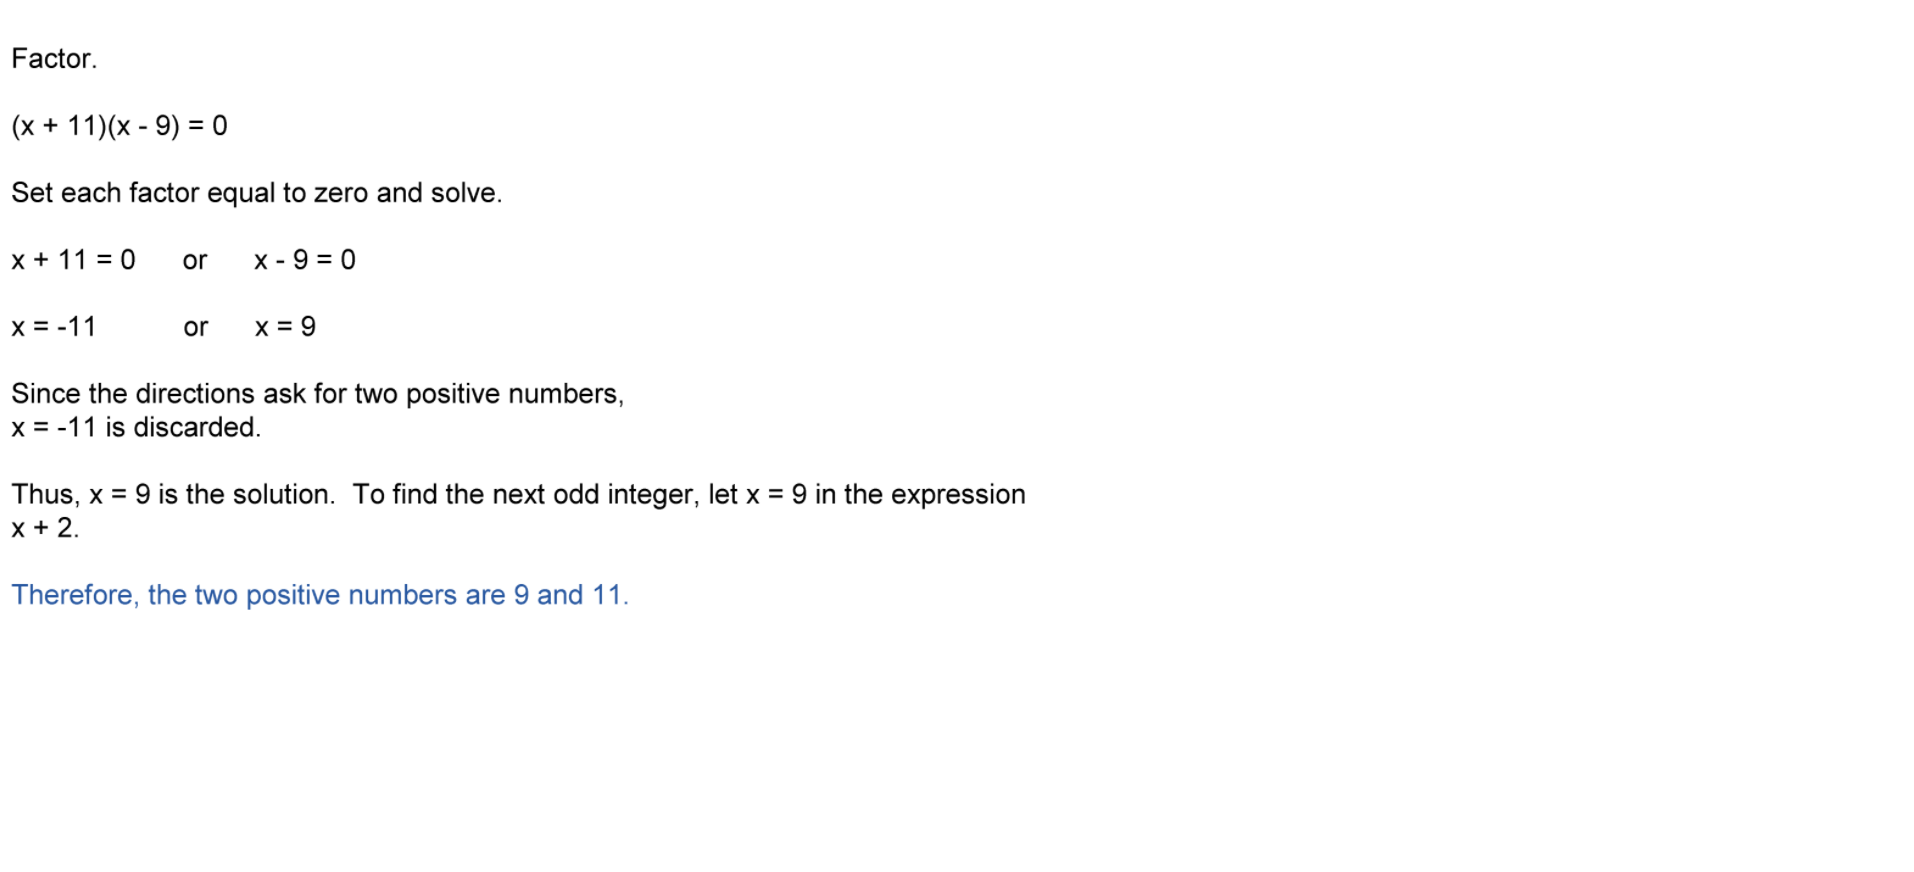 Factor.
(x + 11)(x - 9) = 0
Set each factor equal to zero and solve.
x + 11 = 0 or x - 9 = 0
x = -11 or x = 9
Since the directions ask for two positive numbers,
x = -11 is discarded.
Thus, x = 9 is the solution. To find the next odd integer, let x = 9 in the expression
x + 2.
Therefore, the two positive numbers are 9 and 11.